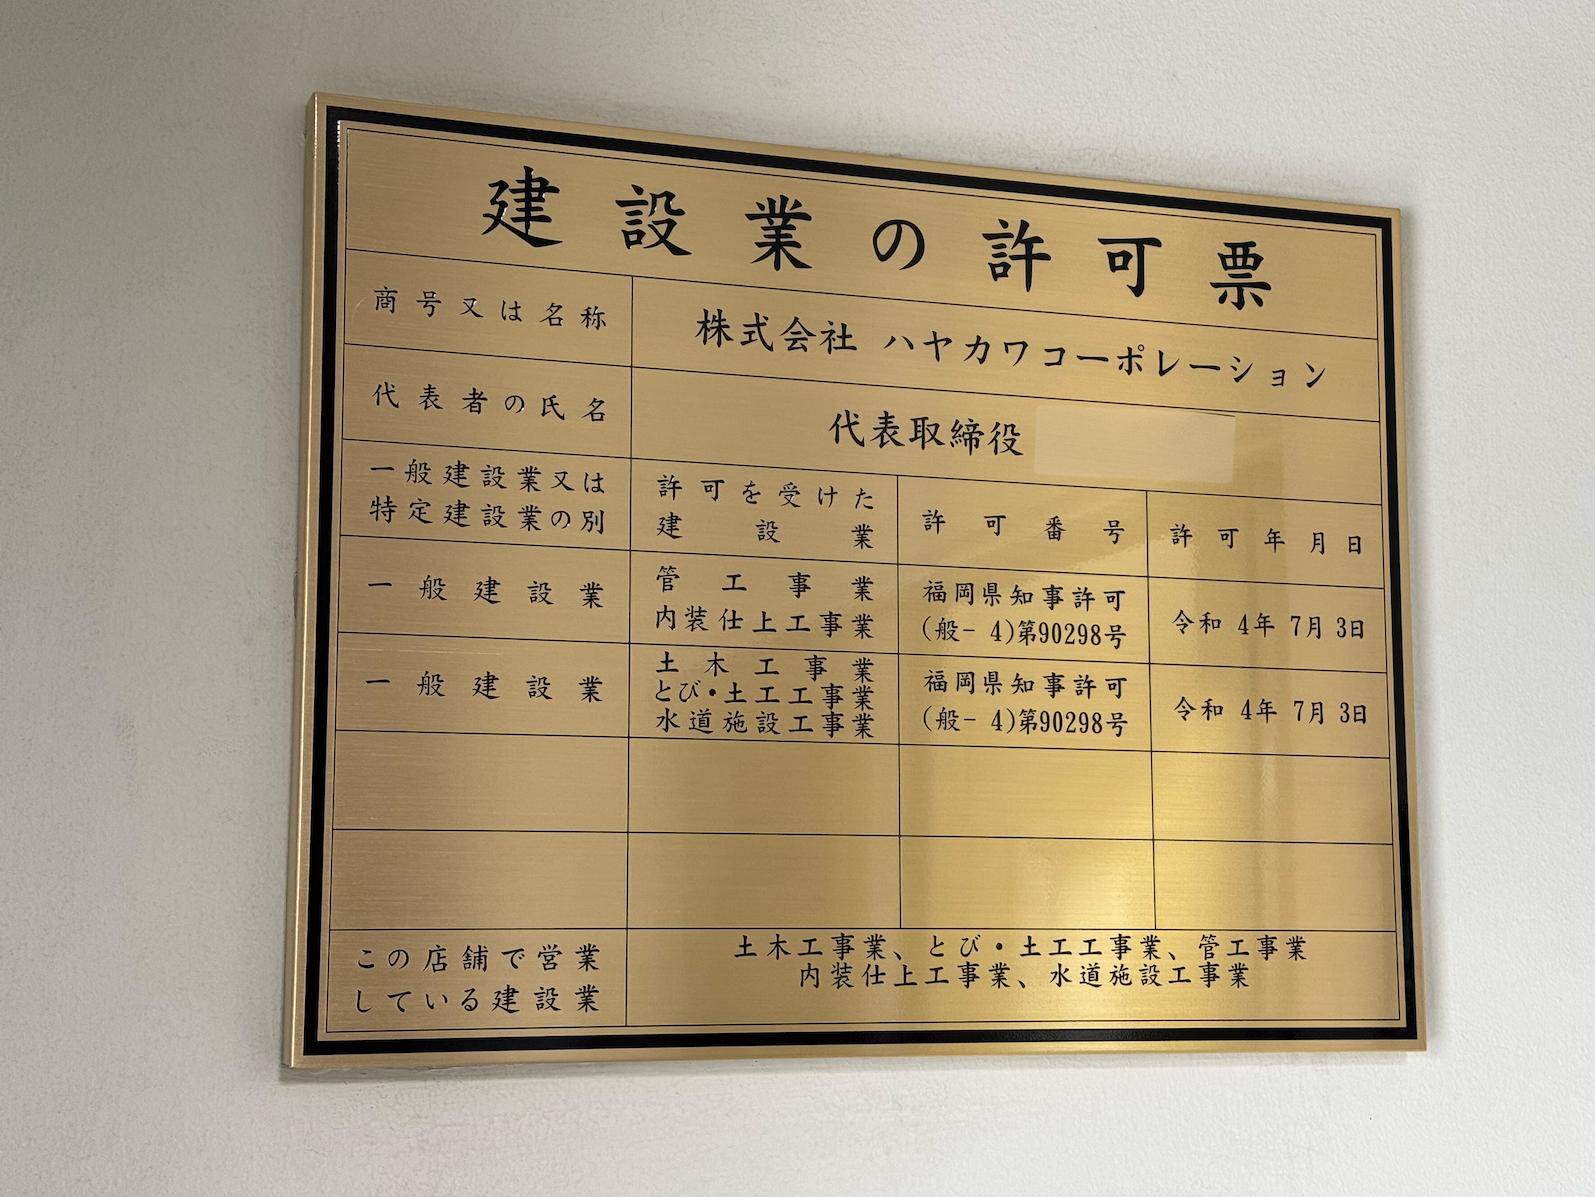 建設業の許可票
商号又は名称
株式会社 ハヤカワコーポレーション
代表者の氏名
代表取締役
一般建設業又は
特定建設業の別
許可を受けた
建設業
許可番号
許可年月日
一般建設業
管工事業
内装仕上工事業
福岡県知事許可
(般- 4)第90298号
令和 4年 7月 3日
一般建設業
土木工事業
とび・土工工事業
水道施設工事業
福岡県知事許可
(般- 4)第90298号
令和 4年 7月 3日
この店舗で営業
している建設業
土木工事業、とび・土工工事業、管工事業
内装仕上工事業、水道施設工事業